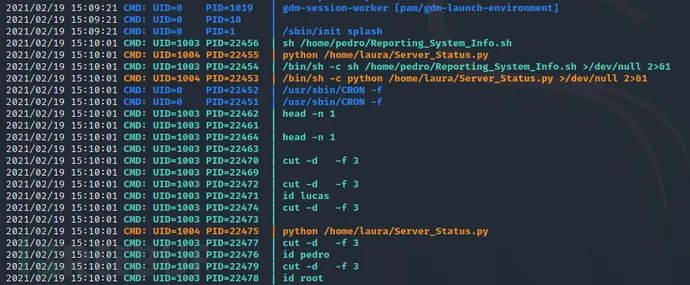 2021/02/19 15:09:21 CMD: UID=0 PID=1019 | gdm-session-worker [pam/gdm-launch-environment]
2021/02/19 15:09:21 CMD: UID=0 PID=10 |
2021/02/19 15:09:21 CMD: UID=0 PID=1 | /sbin/init splash
2021/02/19 15:10:01 CMD: UID=1003 PID=22456 | sh /home/pedro/Reporting_System_Info.sh
2021/02/19 15:10:01 CMD: UID=1004 PID=22455 | python /home/laura/Server_Status.py
2021/02/19 15:10:01 CMD: UID=1003 PID=22454 | /bin/sh -c sh /home/pedro/Reporting_System_Info.sh >/dev/null 2>&1
2021/02/19 15:10:01 CMD: UID=1004 PID=22453 | /bin/sh -c python /home/laura/Server_Status.py >/dev/null 2>&1
2021/02/19 15:10:01 CMD: UID=0 PID=22452 | /usr/sbin/CRON -f
2021/02/19 15:10:01 CMD: UID=0 PID=22451 | /usr/sbin/CRON -f
2021/02/19 15:10:01 CMD: UID=1003 PID=22462 | head -n 1
2021/02/19 15:10:01 CMD: UID=1003 PID=22461 |
2021/02/19 15:10:01 CMD: UID=1003 PID=22464 | head -n 1
2021/02/19 15:10:01 CMD: UID=1003 PID=22463 |
2021/02/19 15:10:01 CMD: UID=1003 PID=22470 | cut -d -f 3
2021/02/19 15:10:01 CMD: UID=1003 PID=22469 |
2021/02/19 15:10:01 CMD: UID=1003 PID=22472 | cut -d -f 3
2021/02/19 15:10:01 CMD: UID=1003 PID=22471 | id lucas
2021/02/19 15:10:01 CMD: UID=1003 PID=22474 | cut -d -f 3
2021/02/19 15:10:01 CMD: UID=1003 PID=22473 |
2021/02/19 15:10:01 CMD: UID=1004 PID=22475 | python /home/laura/Server_Status.py
2021/02/19 15:10:01 CMD: UID=1003 PID=22477 | cut -d -f 3
2021/02/19 15:10:01 CMD: UID=1003 PID=22476 | id pedro
2021/02/19 15:10:01 CMD: UID=1003 PID=22479 | cut -d -f 3
2021/02/19 15:10:01 CMD: UID=1003 PID=22478 | id root